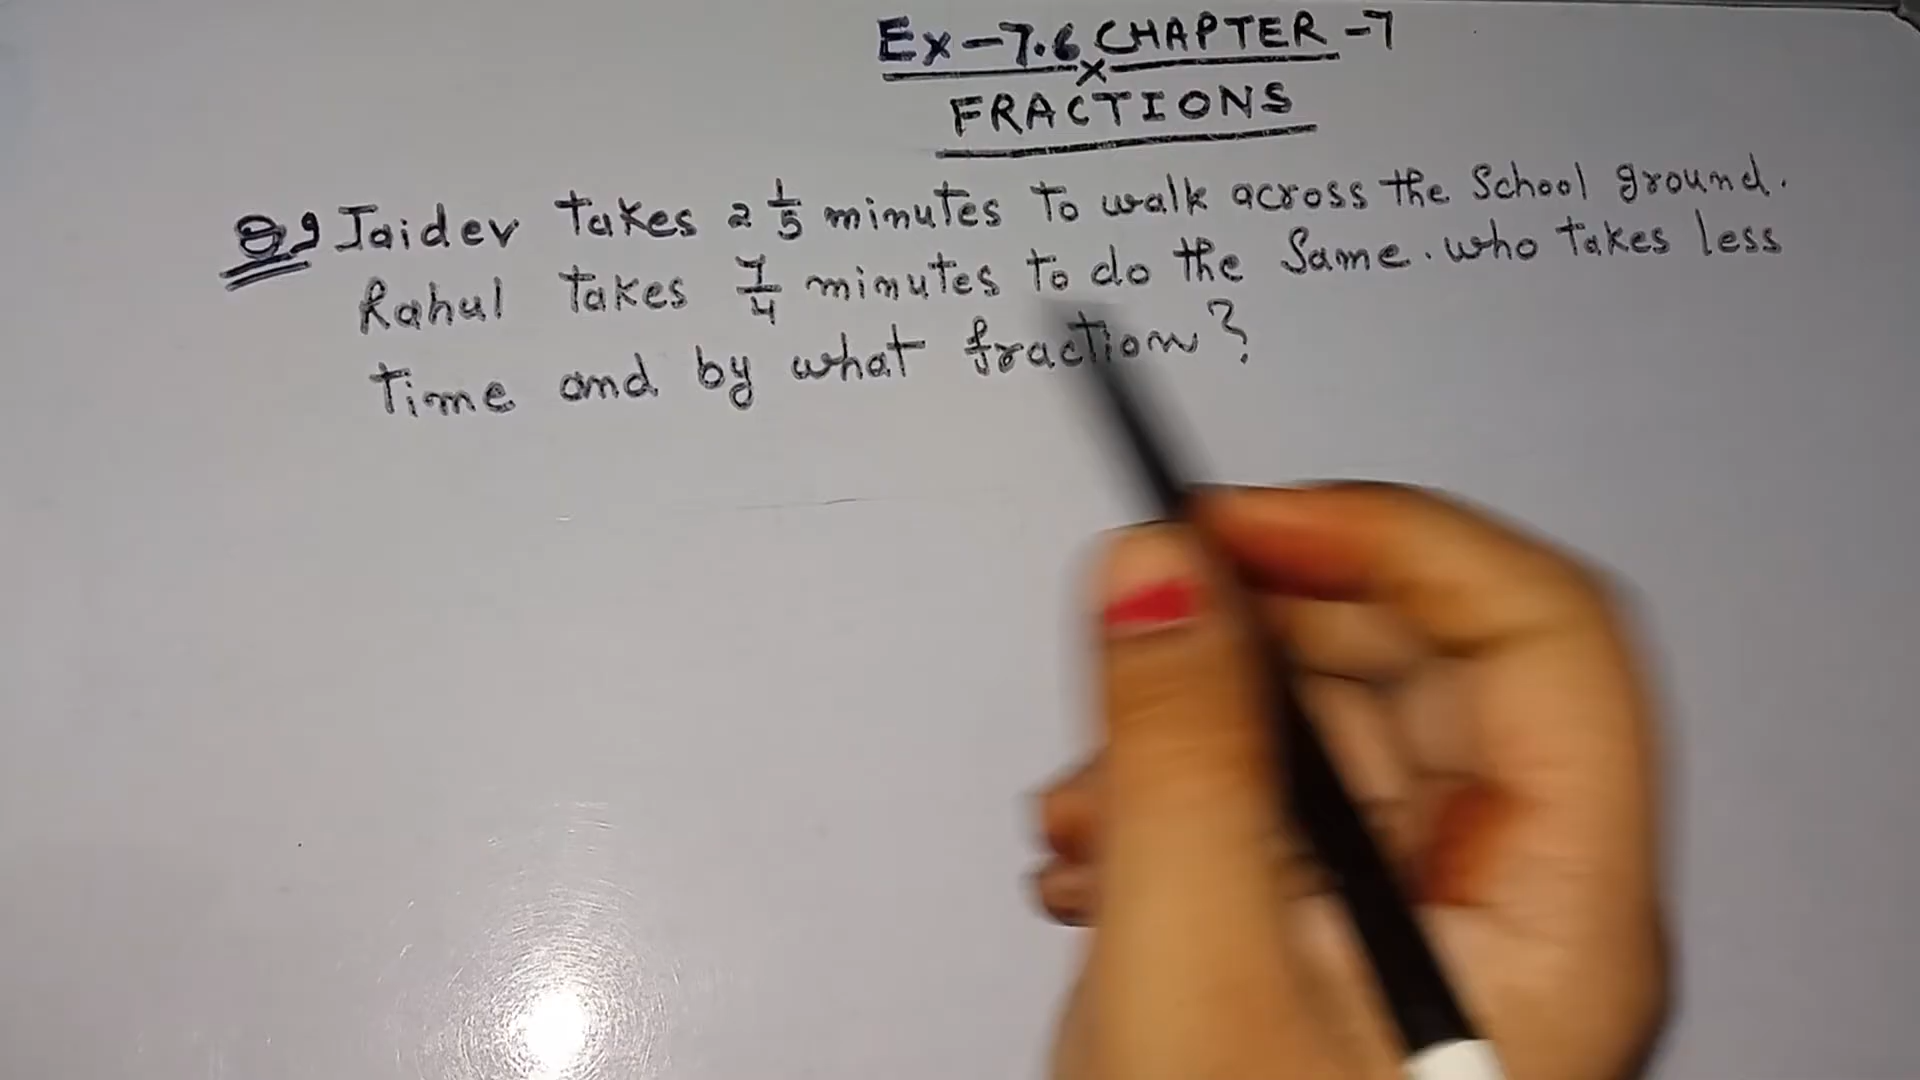 Ex-7.6 CHAPTER-7
x
FRACTIONS
Q9 Jaidev takes 2 1/5 minutes to walk across the School ground.
Rahul takes 7/4 minutes to do the Same. who takes less
time and by what fraction?